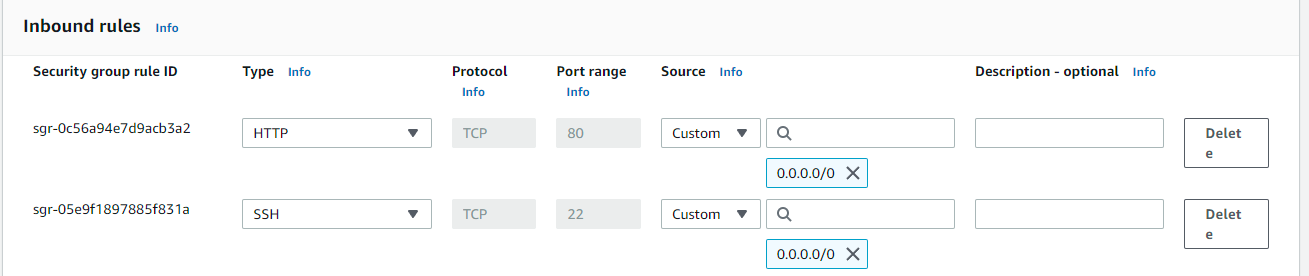 Inbound rules Info
Security group rule ID Type Info Protocol Info Port range Info Source Info Description - optional Info
sgr-0c56a94e7d9acb3a2 HTTP TCP 80 Custom Delete
0.0.0.0/0
sgr-05e9f1897885f831a SSH TCP 22 Custom Delete
0.0.0.0/0